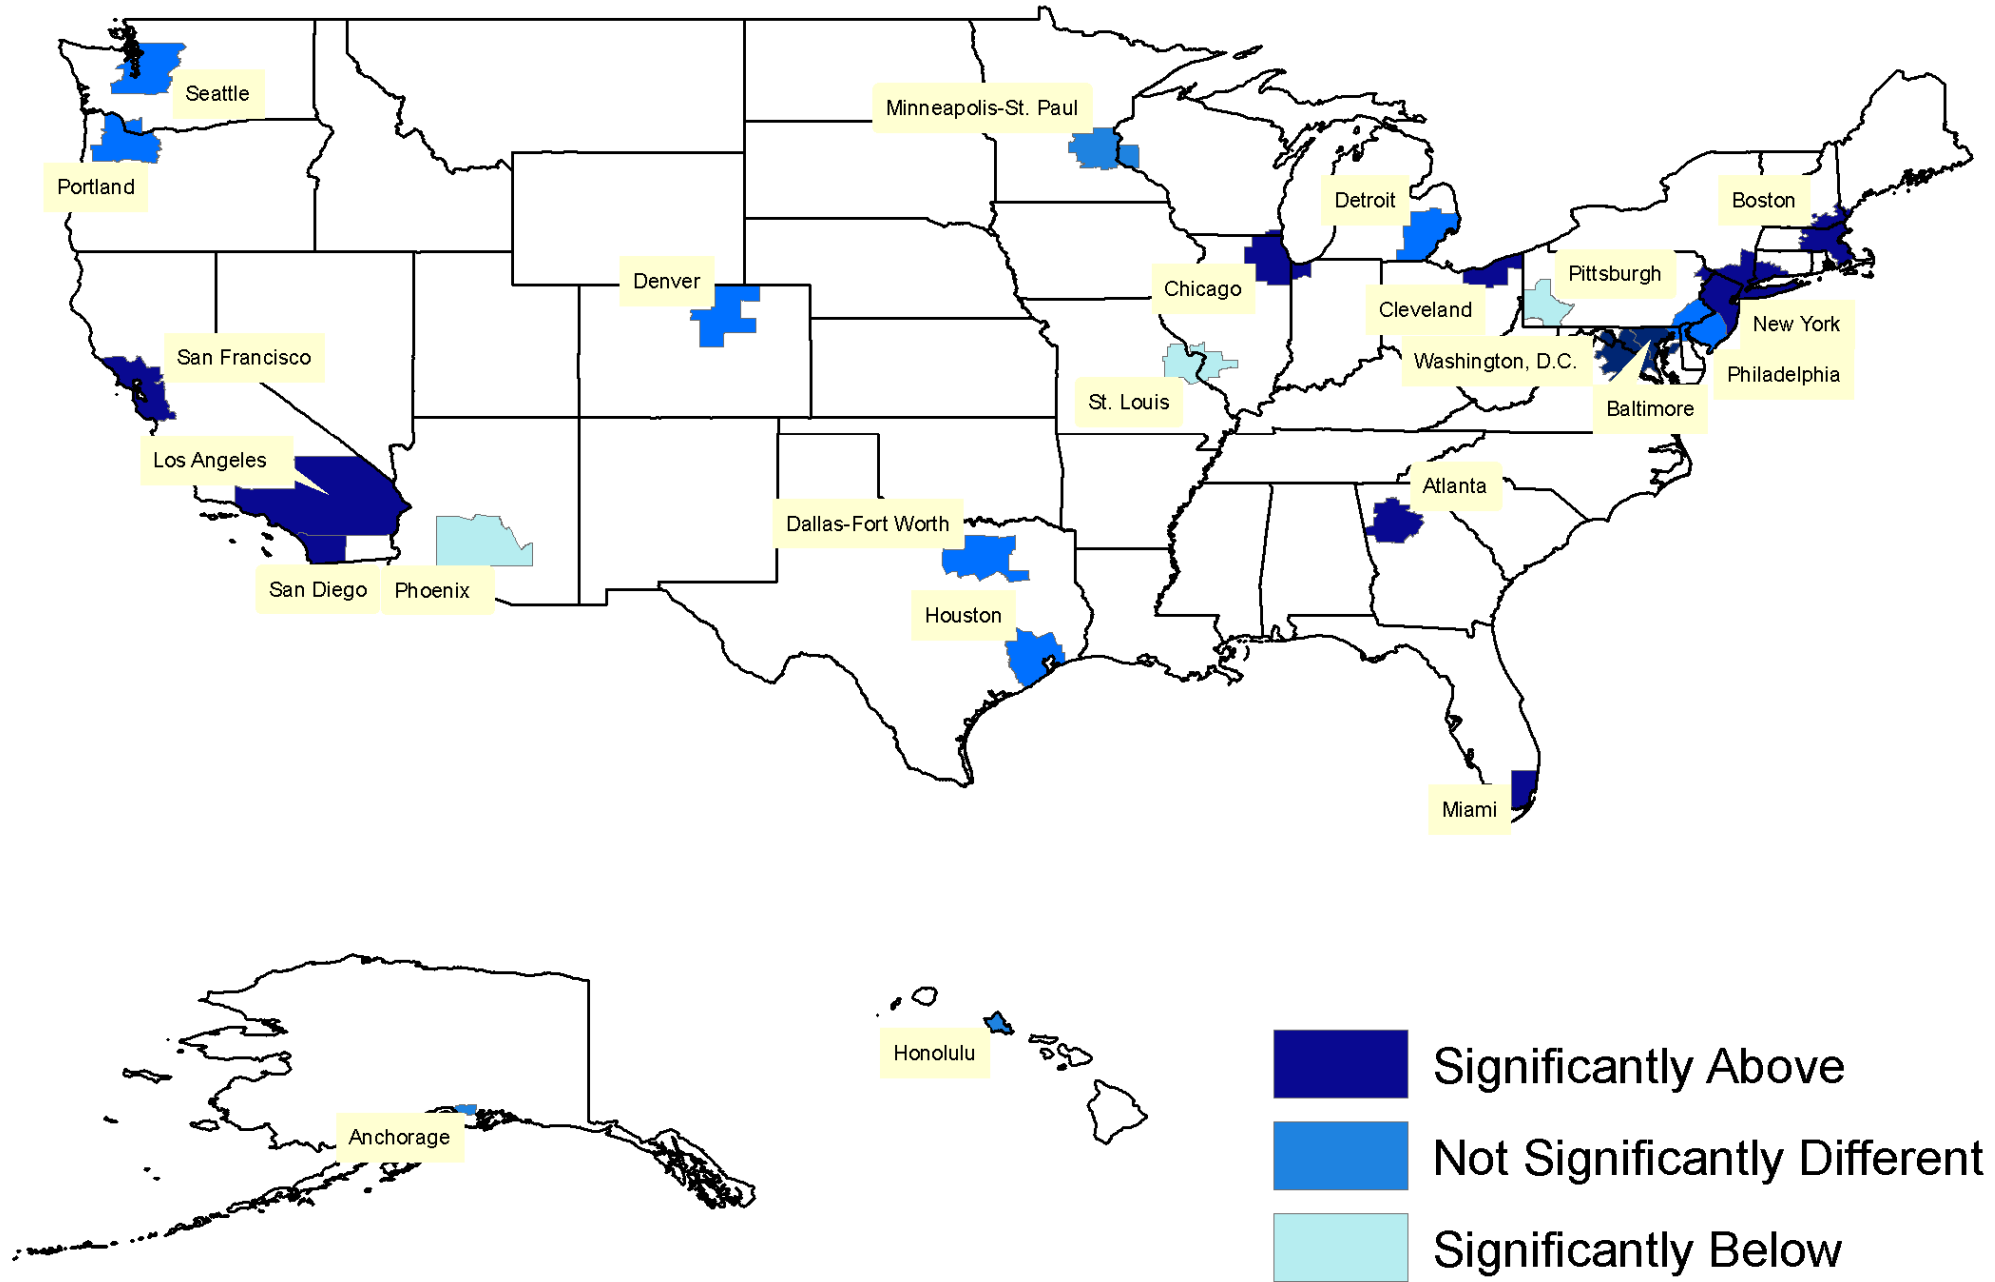 Seattle
Minneapolis-St. Paul
Portland
Detroit
Boston
Denver
Pittsburgh
Chicago
Cleveland
New York
San Francisco
Washington, D.C.
Philadelphia
St. Louis
Baltimore
Los Angeles
Atlanta
Dallas-Fort Worth
San Diego
Phoenix
Houston
Miami
Honolulu
Anchorage
Significantly Above
Not Significantly Different
Significantly Below